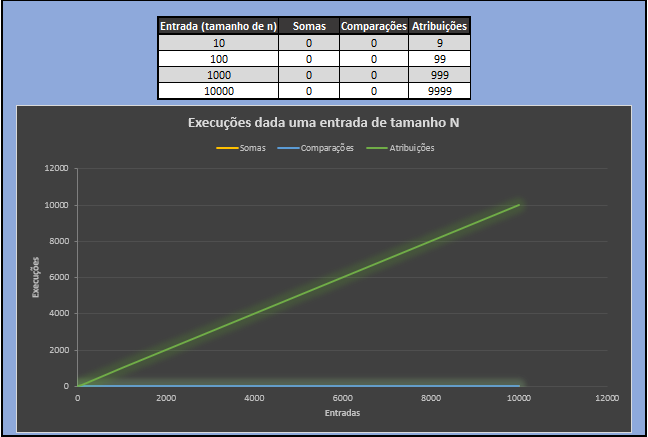 Entrada (tamanho de n) Somas Comparações Atribuições
10 0 0 9
100 0 0 99
1000 0 0 999
10000 0 0 9999
Execuções dada uma entrada de tamanho N
Somas Comparações Atribuições
12000
10000
8000
6000
4000
2000
0
Execuções
0 2000 4000 6000 8000 10000 12000
Entradas